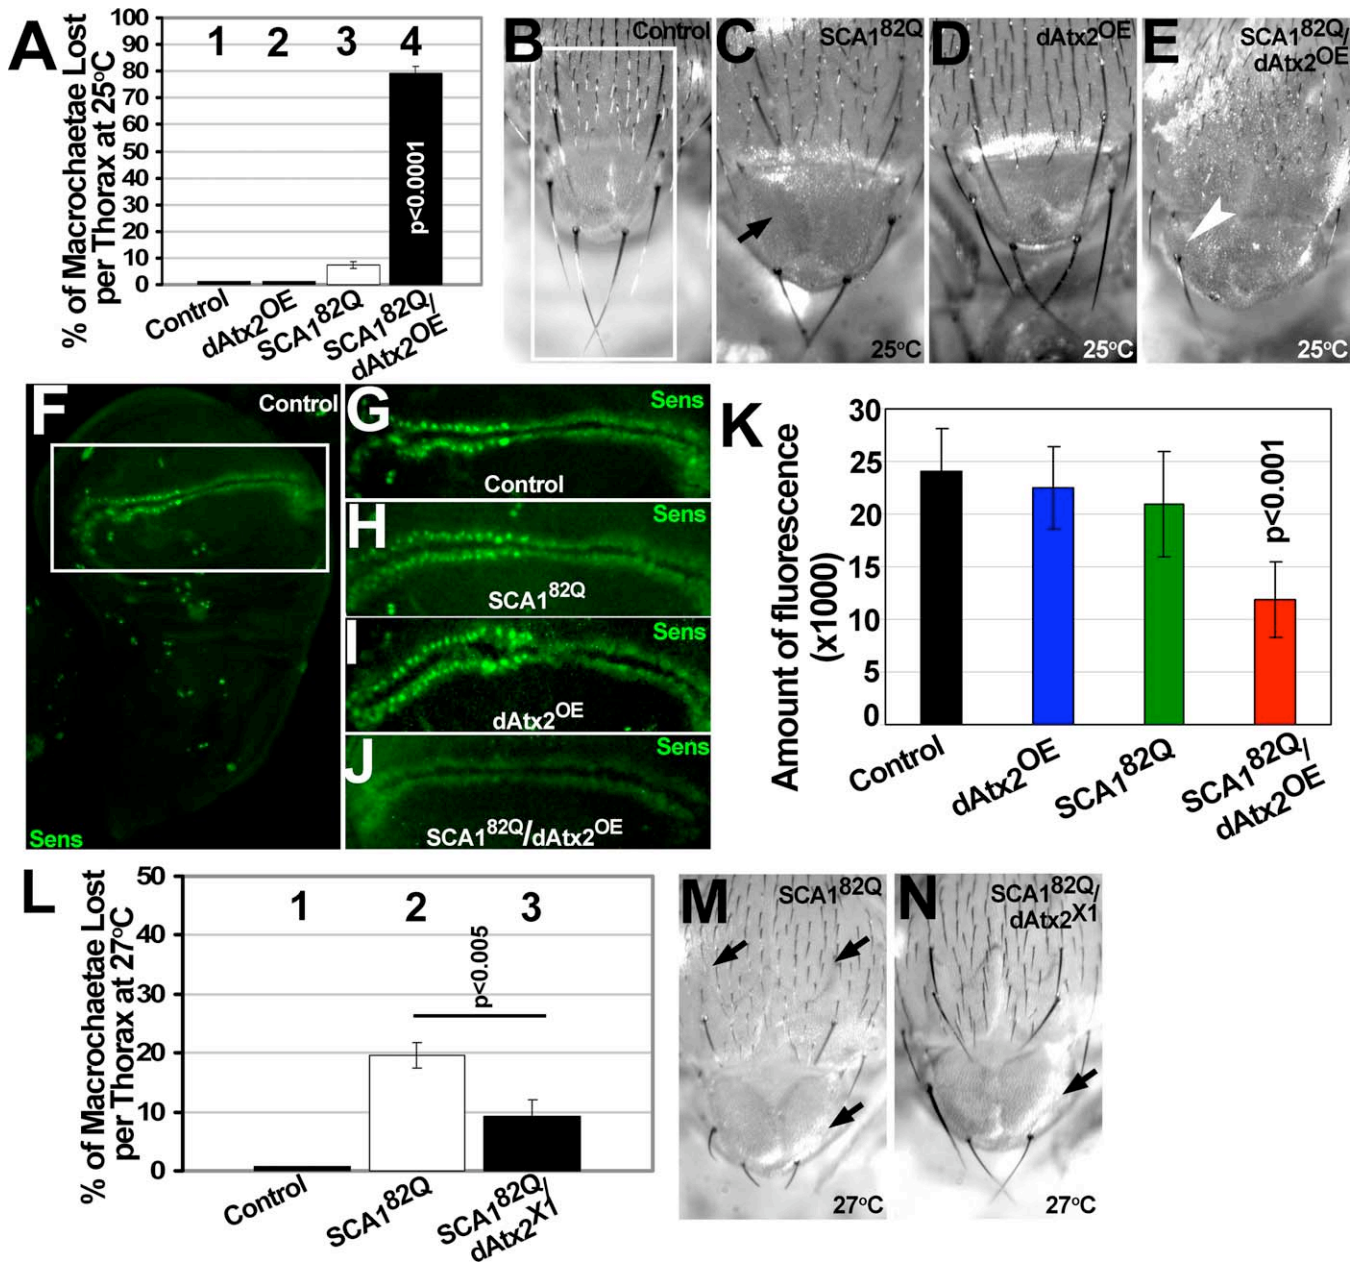 A
% of Macrochaetae Lost
per Thorax at 25°C
100
90
80
70
60
50
40
30
20
10
0
1
2
3
4
p<0.0001
Control
dAtx2OE
SCA182Q
SCA182Q/
dAtx2OE
B
Control
C
SCA182Q
25°C
D
dAtx2OE
25°C
E
SCA182Q/
dAtx2OE
25°C
F
Control
Sens
G
Sens
Control
H
Sens
SCA182Q
I
Sens
dAtx2OE
J
Sens
SCA182Q/dAtx2OE
K
Amount of fluorescence
(x1000)
30
25
20
15
10
5
0
p<0.001
Control
dAtx2OE
SCA182Q
SCA182Q/
dAtx2OE
L
% of Macrochaetae Lost
per Thorax at 27°C
50
40
30
20
10
0
1
2
3
p<0.005
Control
SCA182Q
SCA182Q/
dAtx2X1
M
SCA182Q
27°C
N
SCA182Q/
dAtx2X1
27°C